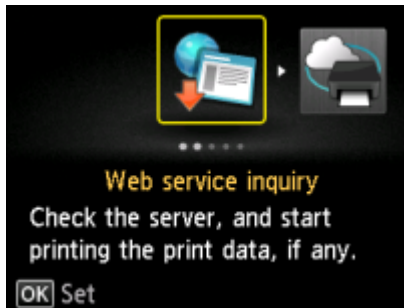 Web service inquiry
Check the server, and start
printing the print data, if any.
OK Set